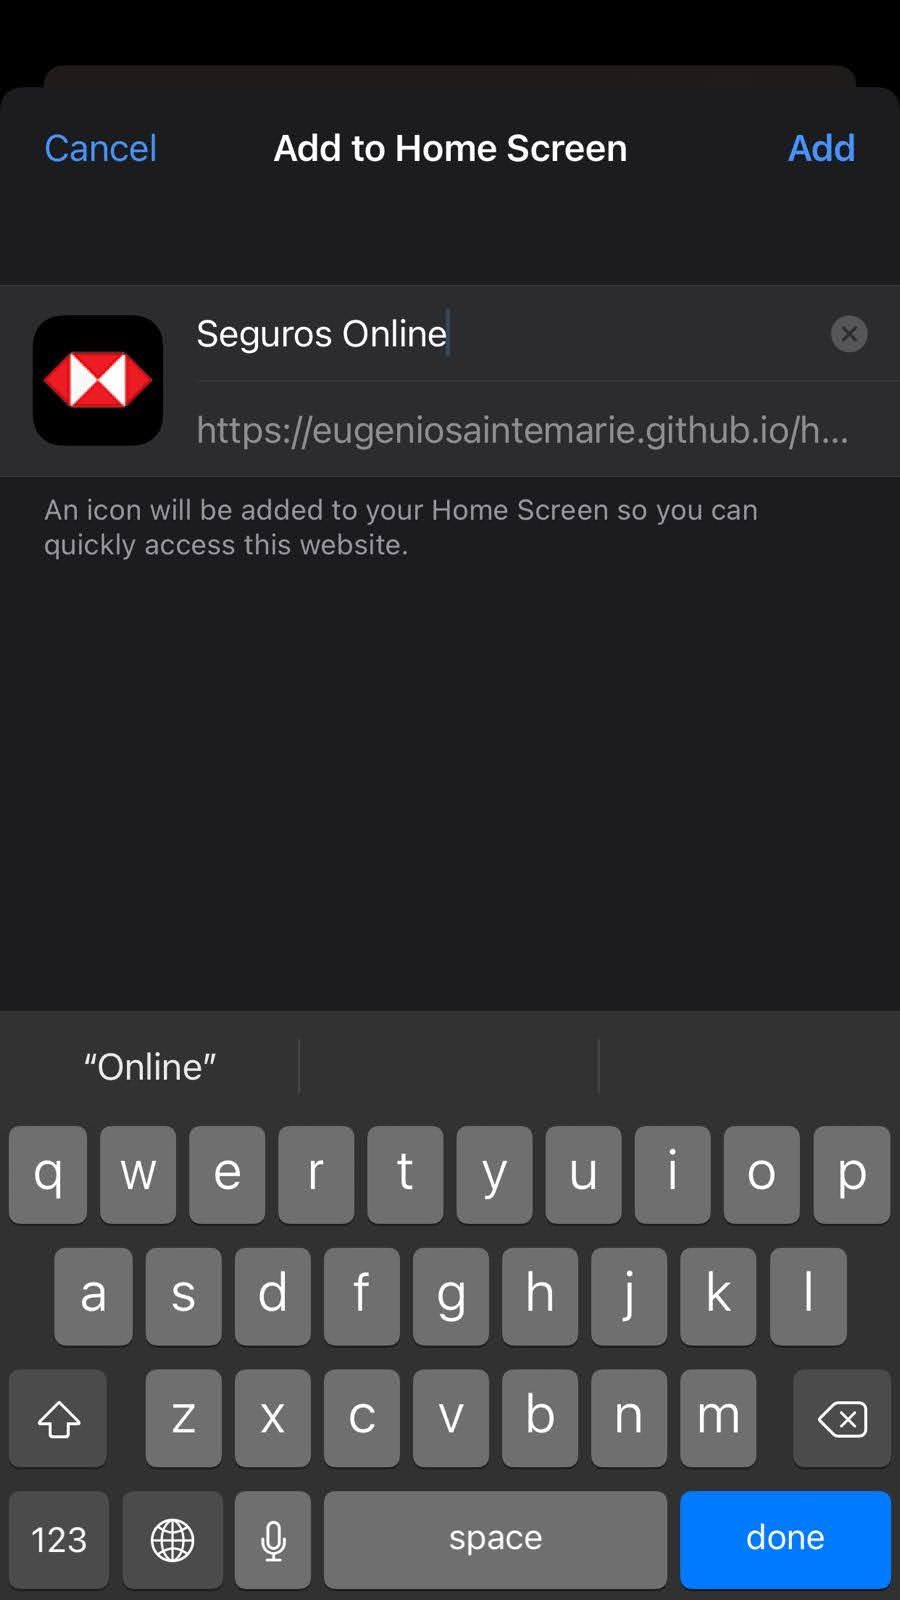 Cancel Add to Home Screen Add
Seguros Online
https://eugeniosaintemarie.github.io/h...
An icon will be added to your Home Screen so you can
quickly access this website.
“Online”
q w e r t y u i o p
a s d f g h j k l
z x c v b n m
123 space done